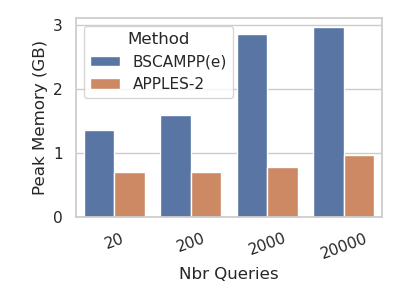 Peak Memory (GB)
3
2
1
0
Method
BSCAMPP(e)
APPLES-2
20
200
2000
20000
Nbr Queries